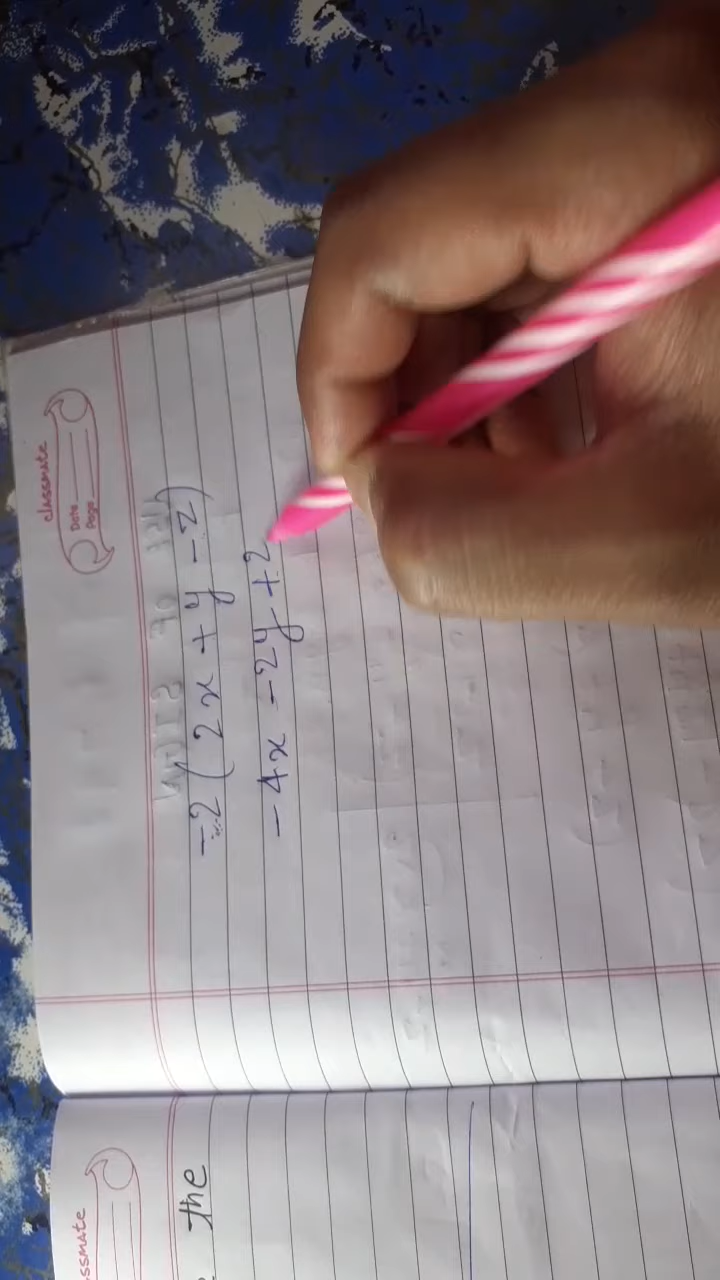 classmate
Date
Page
-2 ( 2x + y - z )
- 4x - 2y + 2
the